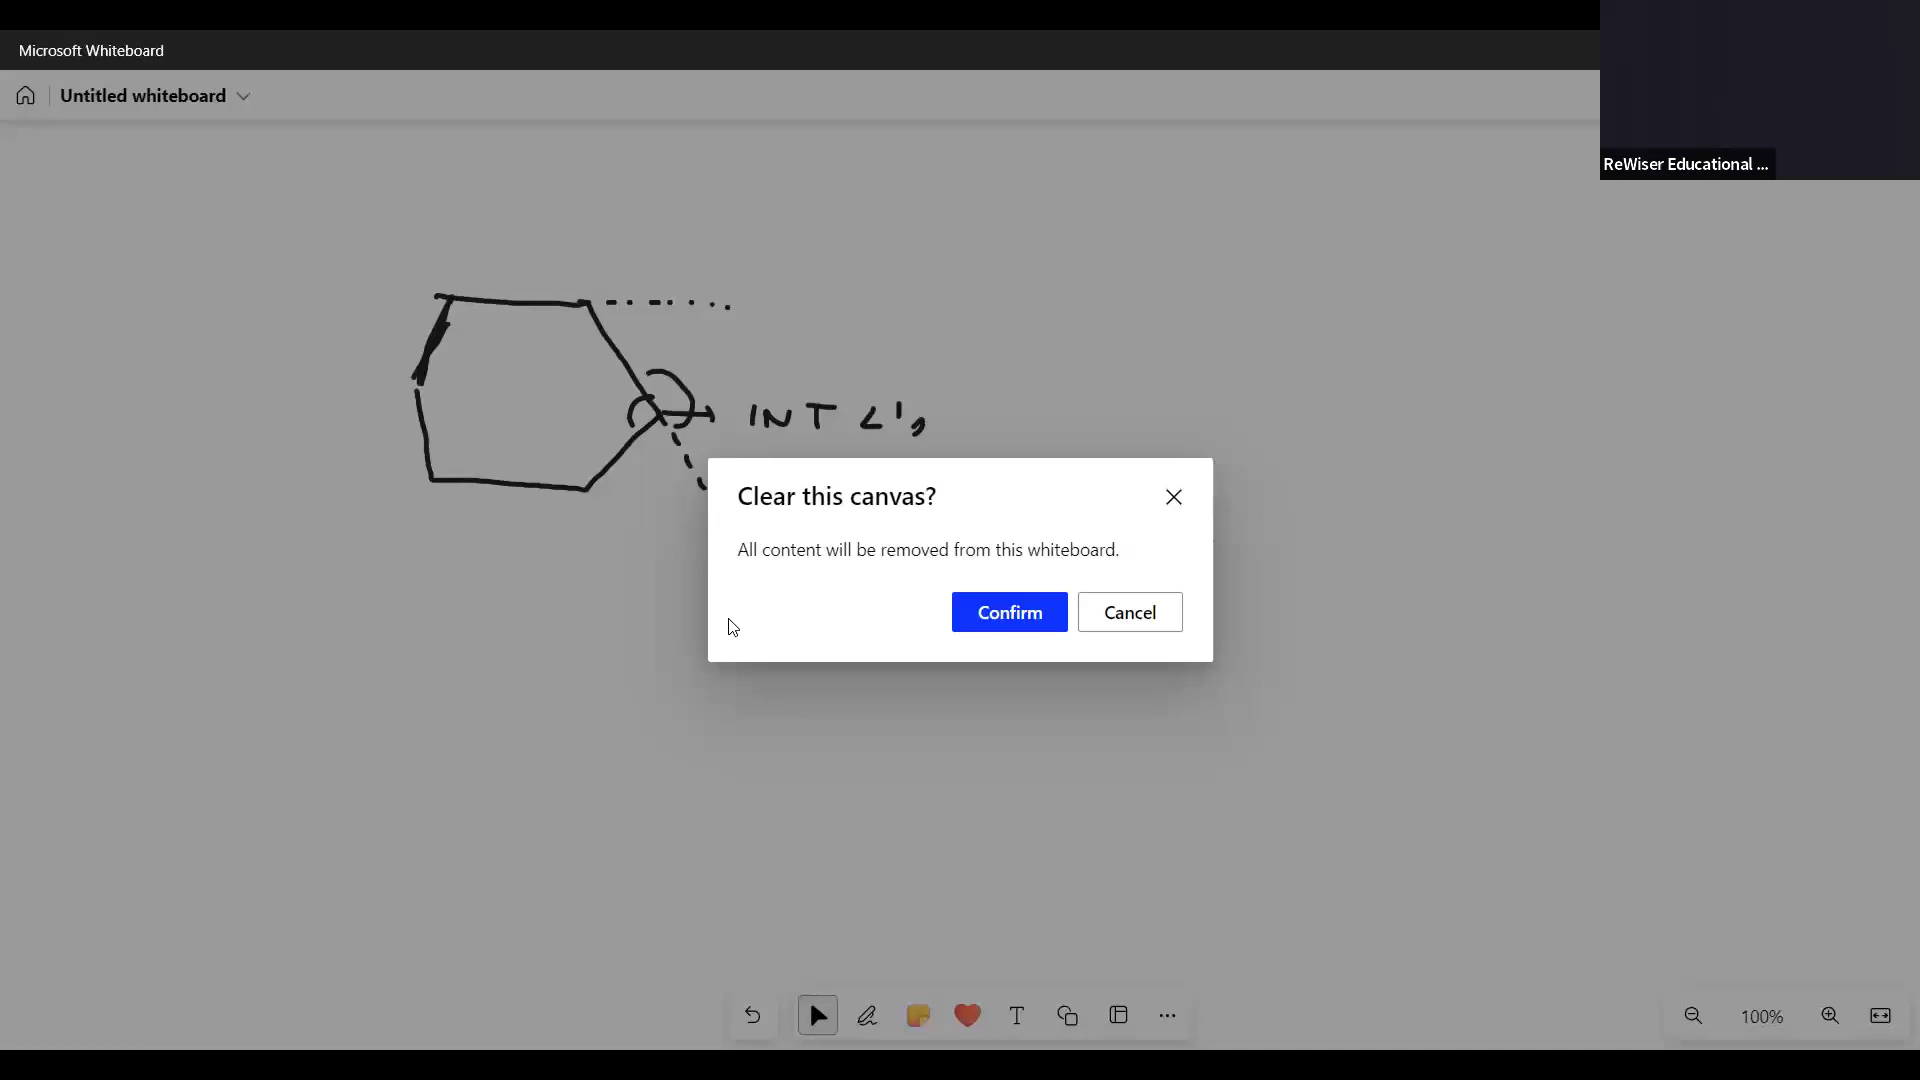 Microsoft Whiteboard
Untitled whiteboard
ReWiser Educational ...
INT ∠'s
Clear this canvas?
All content will be removed from this whiteboard.
Confirm
Cancel
100%